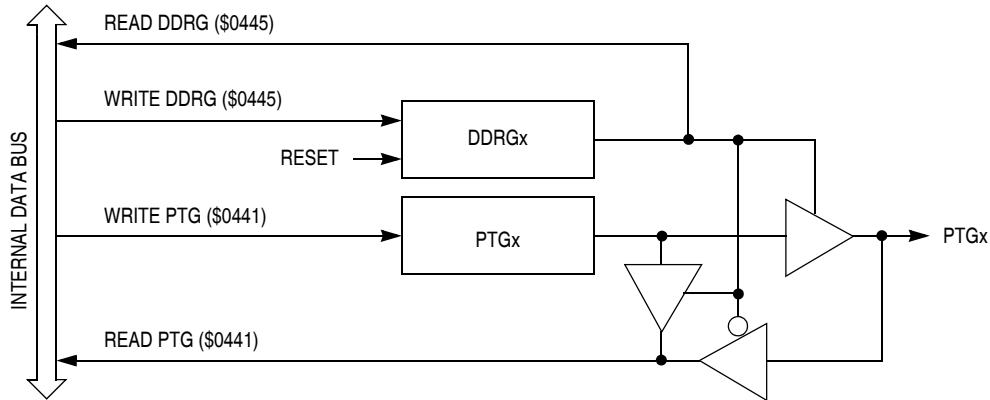 READ DDRG ($0445)
WRITE DDRG ($0445)
DDRGx
RESET
INTERNAL DATA BUS
WRITE PTG ($0441)
PTGx
PTGx
READ PTG ($0441)